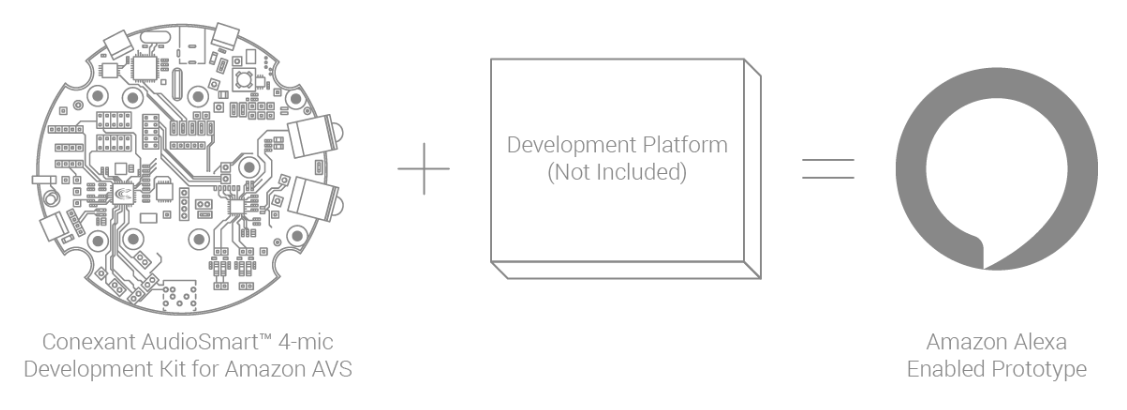 Development Platform
(Not Included)
Conexant AudioSmart™ 4-mic
Development Kit for Amazon AVS
Amazon Alexa
Enabled Prototype